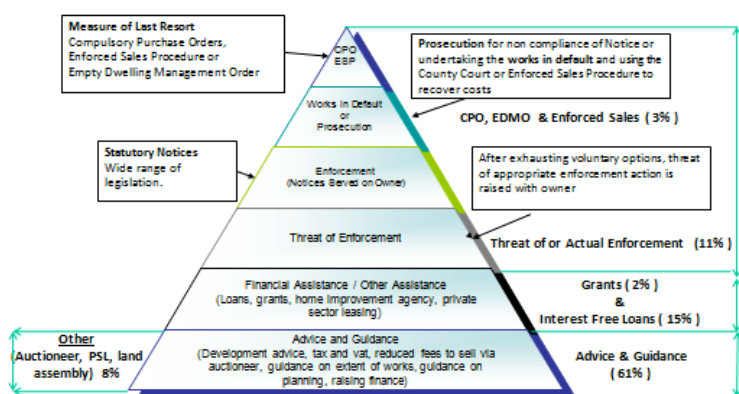 Measure of Last Resort
Compulsory Purchase Orders,
Enforced Sales Procedure or
Empty Dwelling Management Order
CPO
ESP
Prosecution for non compliance of Notice or
undertaking the works in default and using the
County Court or Enforced Sales Procedure to
recover costs
Works In Default
or
Prosecution
CPO, EDMO & Enforced Sales ( 3% )
Statutory Notices
Wide range of
legislation.
Enforcement
(Notices Served on Owner)
After exhausting voluntary options, threat
of appropriate enforcement action is
raised with owner
Threat of Enforcement
Threat of or Actual Enforcement (11% )
Financial Assistance / Other Assistance
(Loans, grants, home improvement agency, private
sector leasing)
Grants ( 2% )
&
Interest Free Loans ( 15% )
Other
(Auctioneer, PSL, land
assembly) 8%
Advice and Guidance
(Development advice, tax and vat, reduced fees to sell via
auctioneer, guidance on extent of works, guidance on
planning, raising finance)
Advice & Guidance
( 61% )